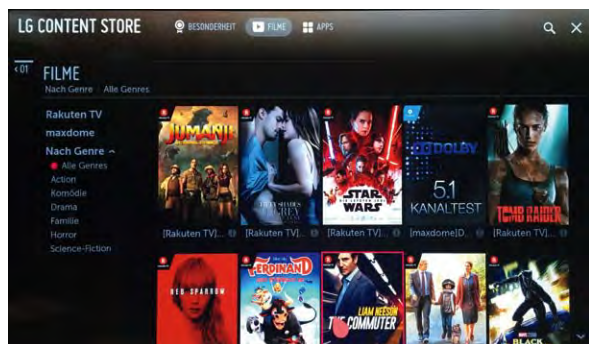 LG CONTENT STORE
BESONDERHEIT
FILME
APPS
‹01
FILME
Nach Genre
Alle Genres
Rakuten TV
maxdome
Nach Genre
Alle Genres
Action
Komödie
Drama
Familie
Horror
Science-Fiction
JUMANJI
GREY
STAR
WARS
DOLBY
5.1
KANALTEST
TOMB RAIDER
[Rakuten TV]...
[Rakuten TV]...
[Rakuten TV]...
[maxdome]D...
[Rakuten TV]...
RED SPARROW
FERDINAND
LIAM NEESON
THE COMMUTER
BLACK